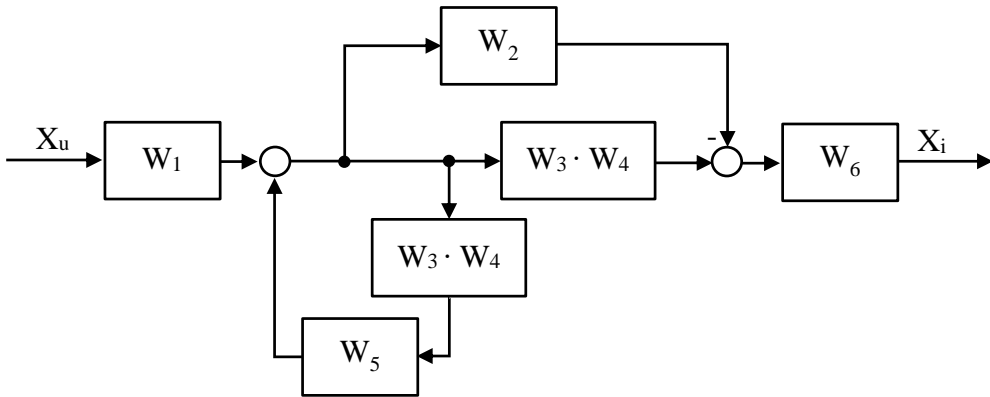 W₂
Xᵤ
W₁
-
W₃ · W₄
W₆
Xᵢ
W₃ · W₄
W₅